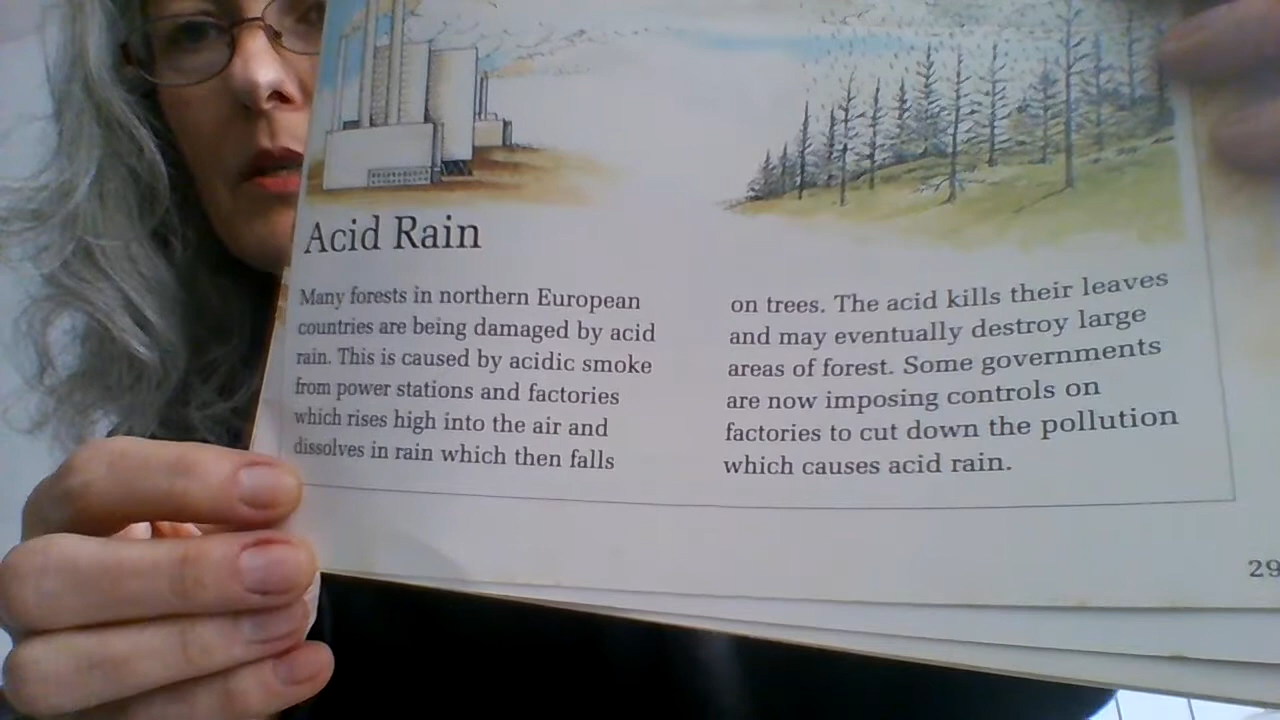 Acid Rain
Many forests in northern European
countries are being damaged by acid
rain. This is caused by acidic smoke
from power stations and factories
which rises high into the air and
dissolves in rain which then falls
on trees. The acid kills their leaves
and may eventually destroy large
areas of forest. Some governments
are now imposing controls on
factories to cut down the pollution
which causes acid rain.
29